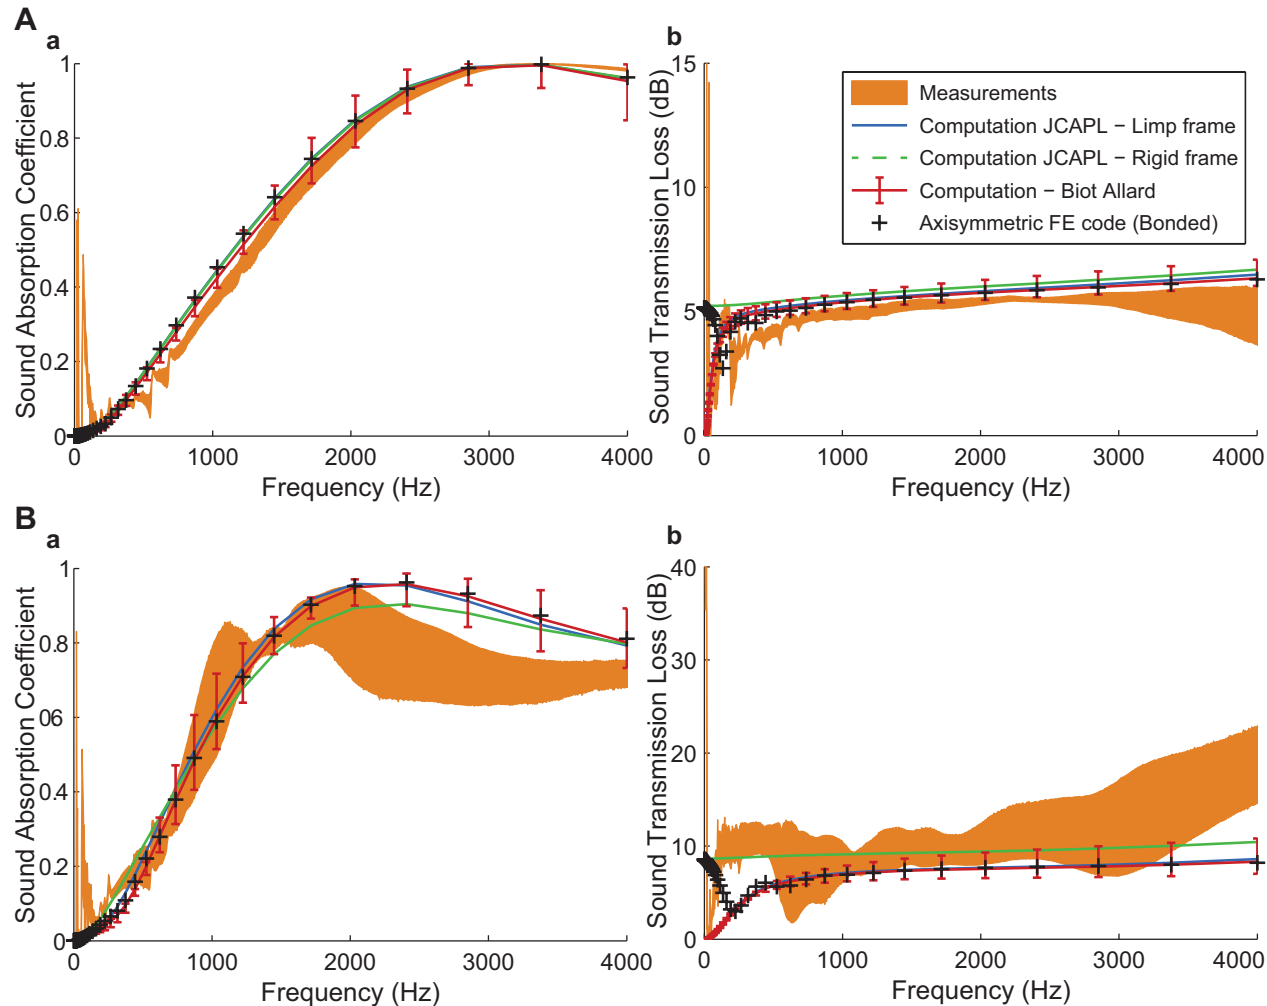 A
a
Sound Absorption Coefficient
1
0.8
0.6
0.4
0.2
0
0
1000
2000
3000
4000
Frequency (Hz)
b
Sound Transmission Loss (dB)
15
10
5
0
0
1000
2000
3000
4000
Frequency (Hz)
Measurements
Computation JCAPL − Limp frame
Computation JCAPL − Rigid frame
Computation − Biot Allard
Axisymmetric FE code (Bonded)
B
a
Sound Absorption Coefficient
1
0.8
06
0.4
0.2
0
0
1000
2000
3000
4000
Frequency (Hz)
b
Sound Transmission Loss (dB)
40
30
20
10
0
0
1000
2000
3000
4000
Frequency (Hz)